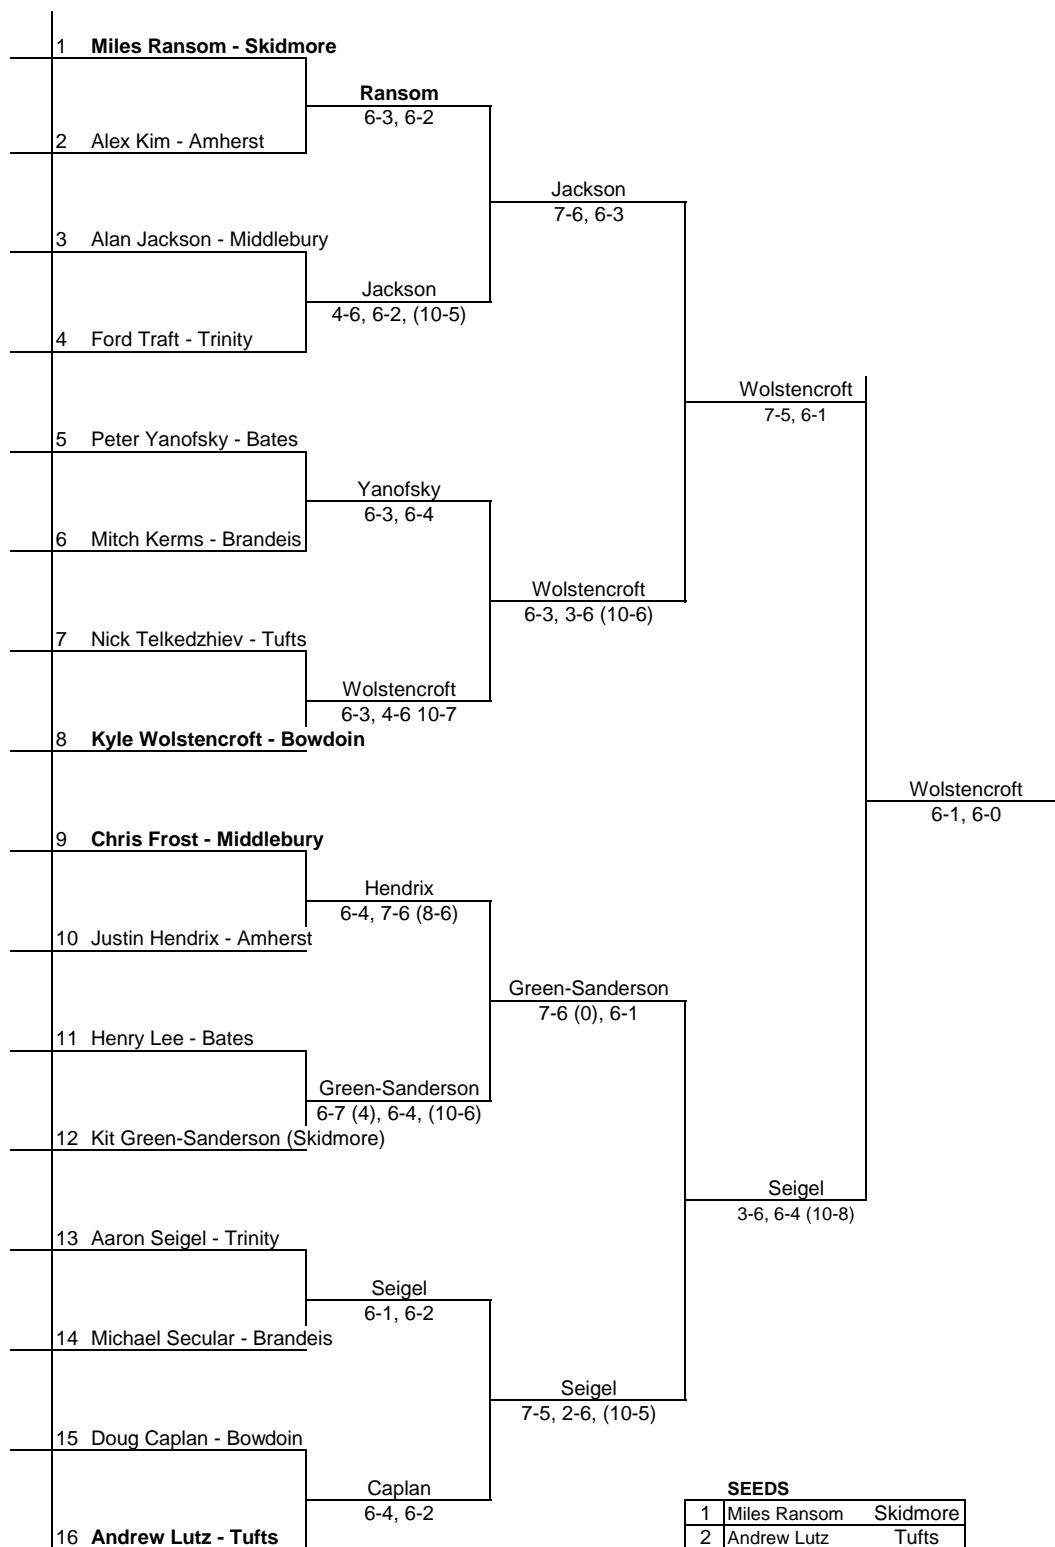 1 Miles Ransom - Skidmore
Ransom
6-3, 6-2
2 Alex Kim - Amherst
Jackson
7-6, 6-3
3 Alan Jackson - Middlebury
Jackson
4-6, 6-2, (10-5)
4 Ford Traft - Trinity
Wolstencroft
7-5, 6-1
5 Peter Yanofsky - Bates
Yanofsky
6-3, 6-4
6 Mitch Kerms - Brandeis
Wolstencroft
6-3, 3-6 (10-6)
7 Nick Telkedzhiev - Tufts
Wolstencroft
6-3, 4-6 10-7
8 Kyle Wolstencroft - Bowdoin
Wolstencroft
6-1, 6-0
9 Chris Frost - Middlebury
Hendrix
6-4, 7-6 (8-6)
10 Justin Hendrix - Amherst
Green-Sanderson
7-6 (0), 6-1
11 Henry Lee - Bates
Green-Sanderson
6-7 (4), 6-4, (10-6)
12 Kit Green-Sanderson (Skidmore)
Seigel
3-6, 6-4 (10-8)
13 Aaron Seigel - Trinity
Seigel
6-1, 6-2
14 Michael Secular - Brandeis
Seigel
7-5, 2-6, (10-5)
15 Doug Caplan - Bowdoin
Caplan
6-4, 6-2
16 Andrew Lutz - Tufts
SEEDS
1 Miles Ransom Skidmore
2 Andrew Lutz Tufts